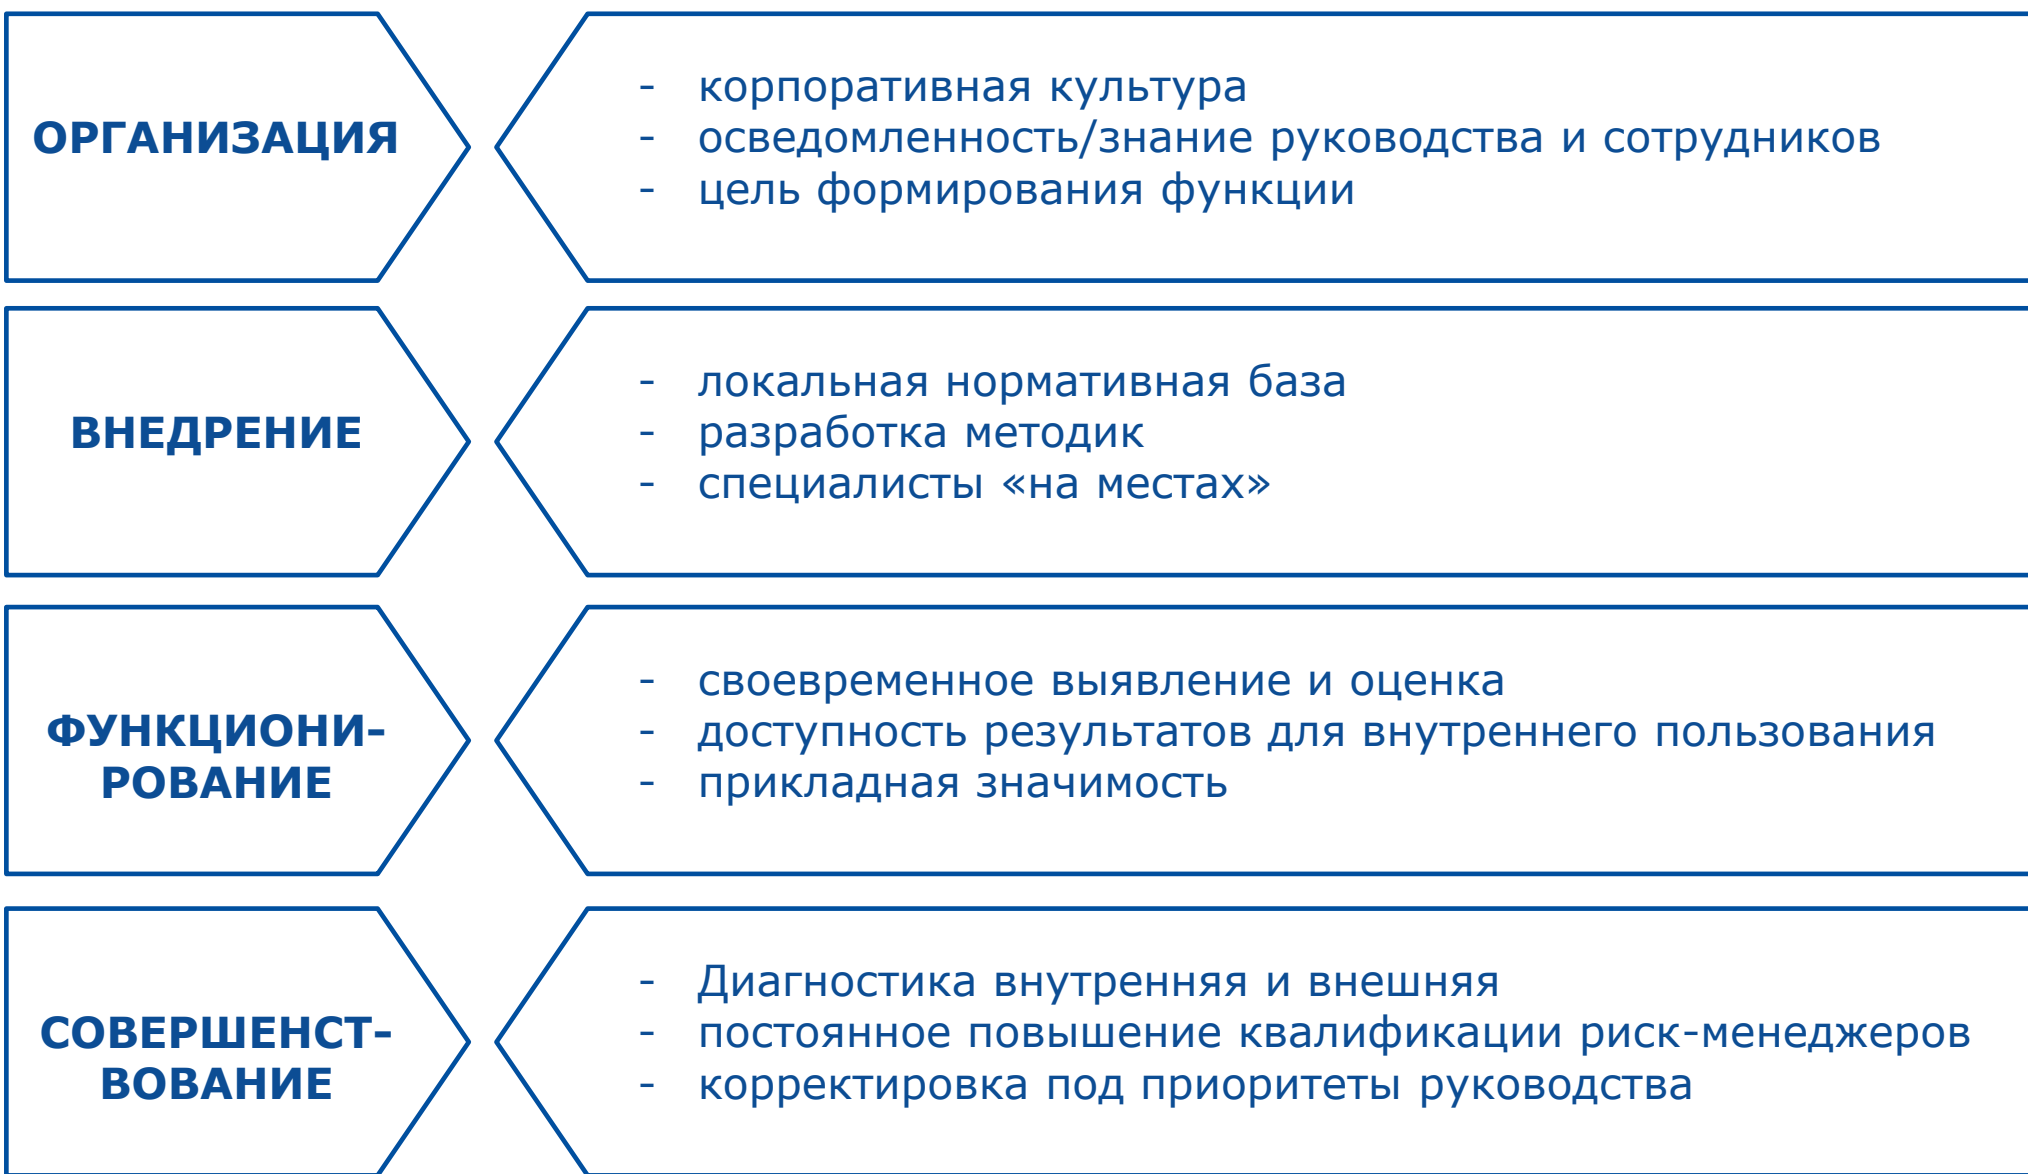 ОРГАНИЗАЦИЯ
- корпоративная культура
- осведомленность/знание руководства и сотрудников
- цель формирования функции
ВНЕДРЕНИЕ
- локальная нормативная база
- разработка методик
- специалисты «на местах»
ФУНКЦИОНИ-
РОВАНИЕ
- своевременное выявление и оценка
- доступность результатов для внутреннего пользования
- прикладная значимость
СОВЕРШЕНСТ-
ВОВАНИЕ
- Диагностика внутренняя и внешняя
- постоянное повышение квалификации риск-менеджеров
- корректировка под приоритеты руководства